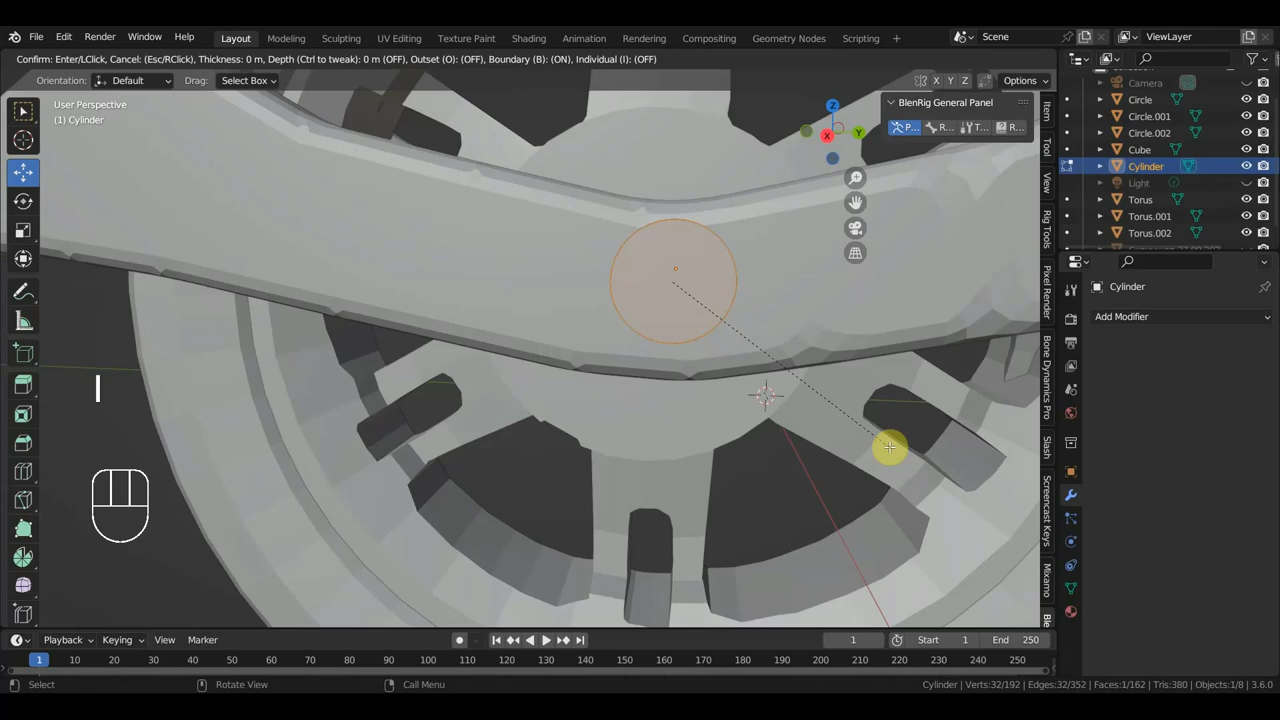 File Edit Render Window Help
Layout Modeling Sculpting UV Editing Texture Paint Shading Animation Rendering Compositing Geometry Nodes Scripting
Scene
ViewLayer
Confirm: Enter/LClick, Cancel: (Esc/RClick), Thickness: 0 m, Depth (Ctrl to tweak): 0 m (OFF), Outset (O): (OFF), Boundary (B): (ON), Individual (I): (OFF)
Orientation: Default Drag: Select Box
X Y Z Options
User Perspective
(1) Cylinder
BlenRig General Panel
P... R... T... R...
Z
X
Y
Item
Tool
View
Rig Tools
Pixel Render
Bone Dynamics Pro
Slash
Screencast Keys
Mixamo
Ble
Camera
Circle
Circle.001
Circle.002
Cube
Cylinder
Light
Torus
Torus.001
Torus.002
Cylinder
Add Modifier
I
Playback Keying View Marker
1 Start 1 End 250
1 10 20 30 40 50 60 70 80 90 100 110 120 130 140 150 160 170 180 190 200 210 220 230 240 250
Select Rotate View Call Menu
Cylinder | Verts:32/192 | Edges:32/352 | Faces:1/162 | Tris:380 | Objects:1/8 | 3.6.0